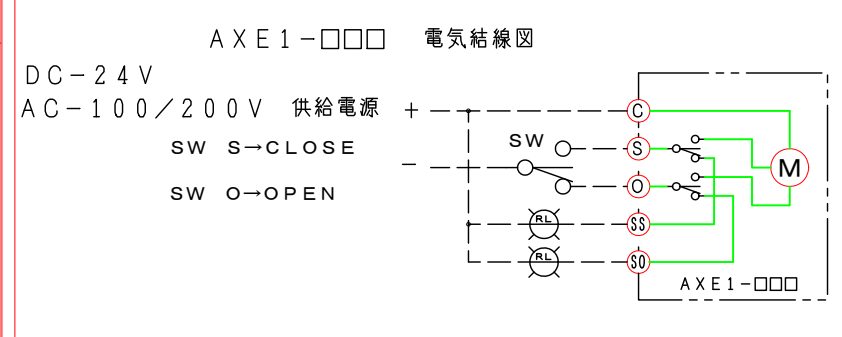 AXE1-□□□ 電気結線図
DC-24V
AC-100/200V 供給電源 +
-
SW S→CLOSE
SW O→OPEN
SW
C
S
O
M
RL
SS
RL
SO
AXE1-□□□